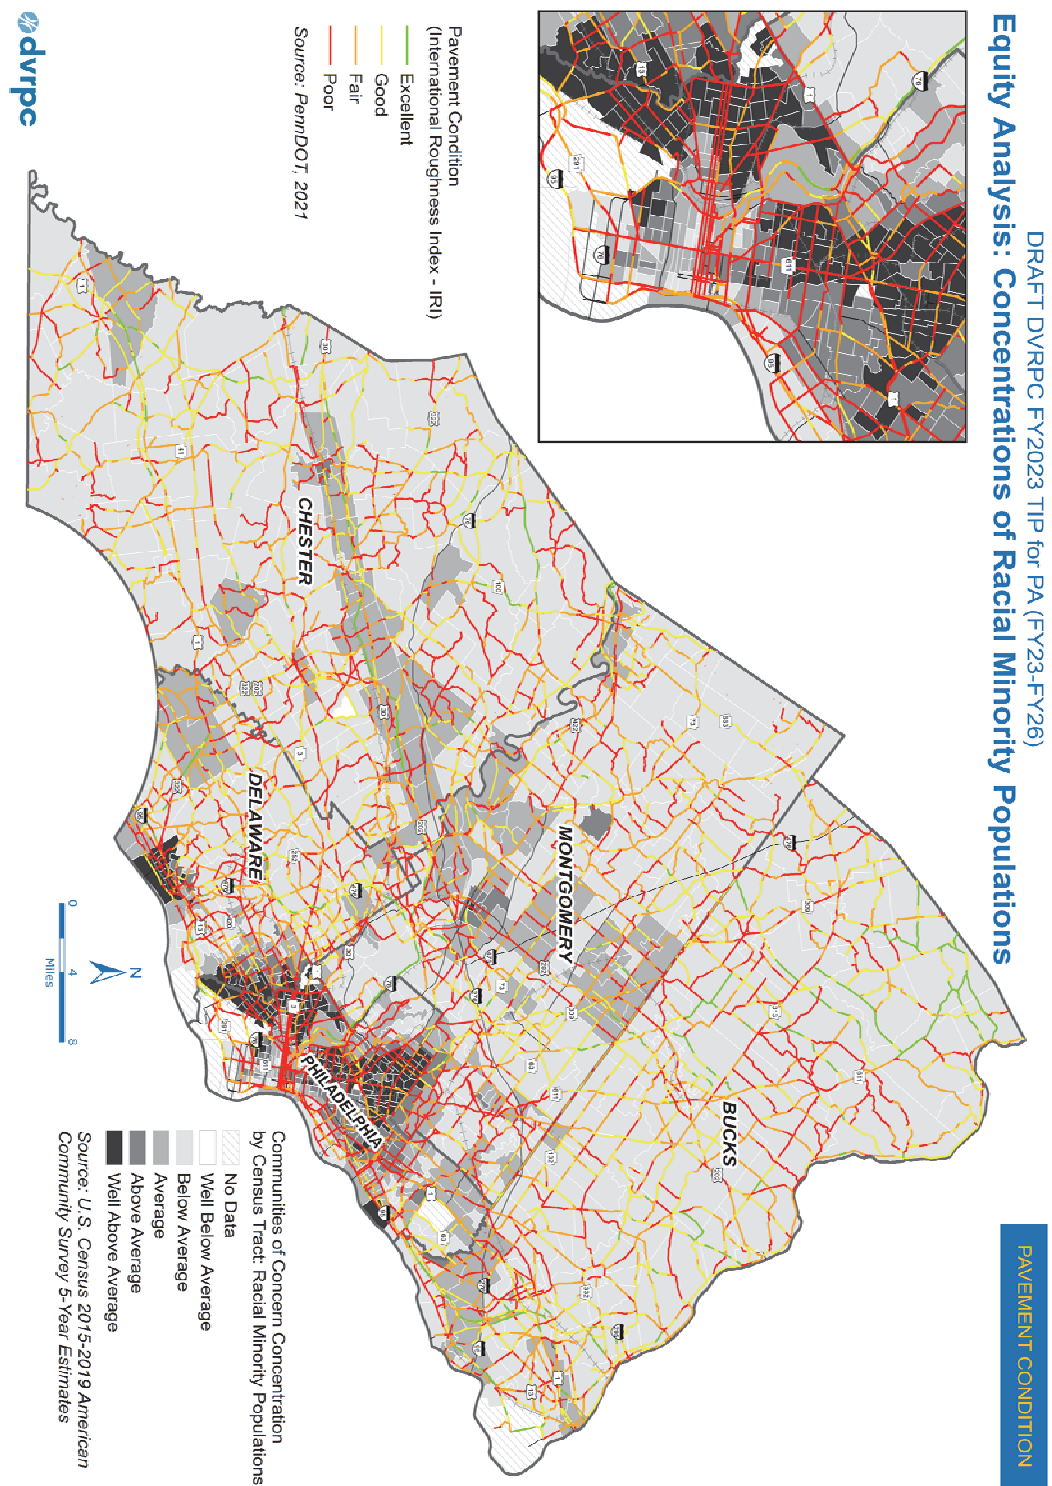 DRAFT DVRPC FY2023 TIP for PA (FY23-FY26)
Equity Analysis: Concentrations of Racial Minority Populations
PAVEMENT CONDITION
Pavement Condition
(International Roughness Index - IRI)
Excellent
Good
Fair
Poor
Source: PennDOT, 2021
dvrpc
CHESTER
DELAWARE
MONTGOMERY
PHILADELPHIA
BUCKS
N
0 4 8
Miles
Communities of Concern Concentration
by Census Tract: Racial Minority Populations
No Data
Well Below Average
Below Average
Average
Above Average
Well Above Average
Source: U.S. Census 2015-2019 American
Community Survey 5-Year Estimates